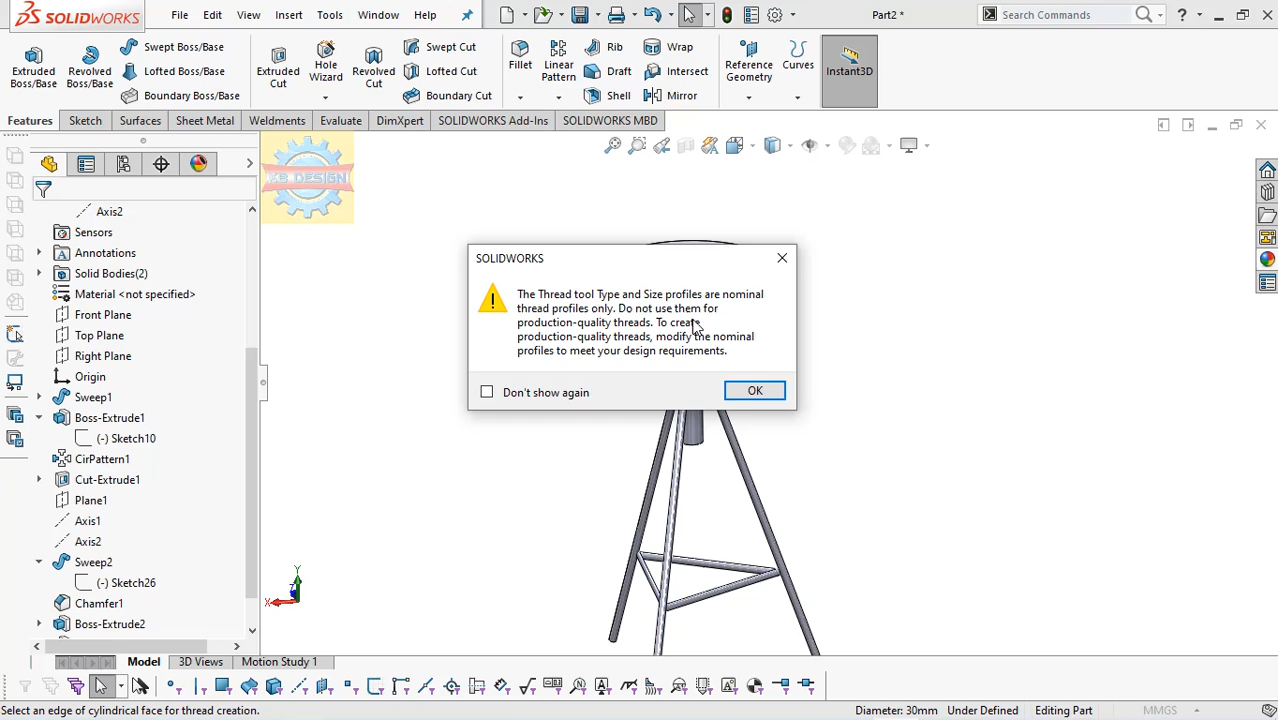 SOLIDWORKS
File
Edit
View
Insert
Tools
Window
Help
Part2 *
Search Commands
?
Extruded
Boss/Base
Revolved
Boss/Base
Swept Boss/Base
Lofted Boss/Base
Boundary Boss/Base
Extruded
Cut
Hole
Wizard
Revolved
Cut
Swept Cut
Lofted Cut
Boundary Cut
Fillet
Linear
Pattern
Rib
Draft
Shell
Wrap
Intersect
Mirror
Reference
Geometry
Curves
Instant3D
Features
Sketch
Surfaces
Sheet Metal
Weldments
Evaluate
DimXpert
SOLIDWORKS Add-Ins
SOLIDWORKS MBD
KB DESIGN
Axis2
Sensors
Annotations
Solid Bodies(2)
Material <not specified>
Front Plane
Top Plane
Right Plane
Origin
Sweep1
Boss-Extrude1
(-) Sketch10
CirPattern1
Cut-Extrude1
Plane1
Axis1
Axis2
Sweep2
(-) Sketch26
Chamfer1
Boss-Extrude2
SOLIDWORKS
The Thread tool Type and Size profiles are nominal
thread profiles only. Do not use them for
production-quality threads. To create
production-quality threads, modify the nominal
profiles to meet your design requirements.
Don't show again
OK
Y
X
Z
Model
3D Views
Motion Study 1
Select an edge of cylindrical face for thread creation.
Diameter: 30mm
Under Defined
Editing Part
MMGS